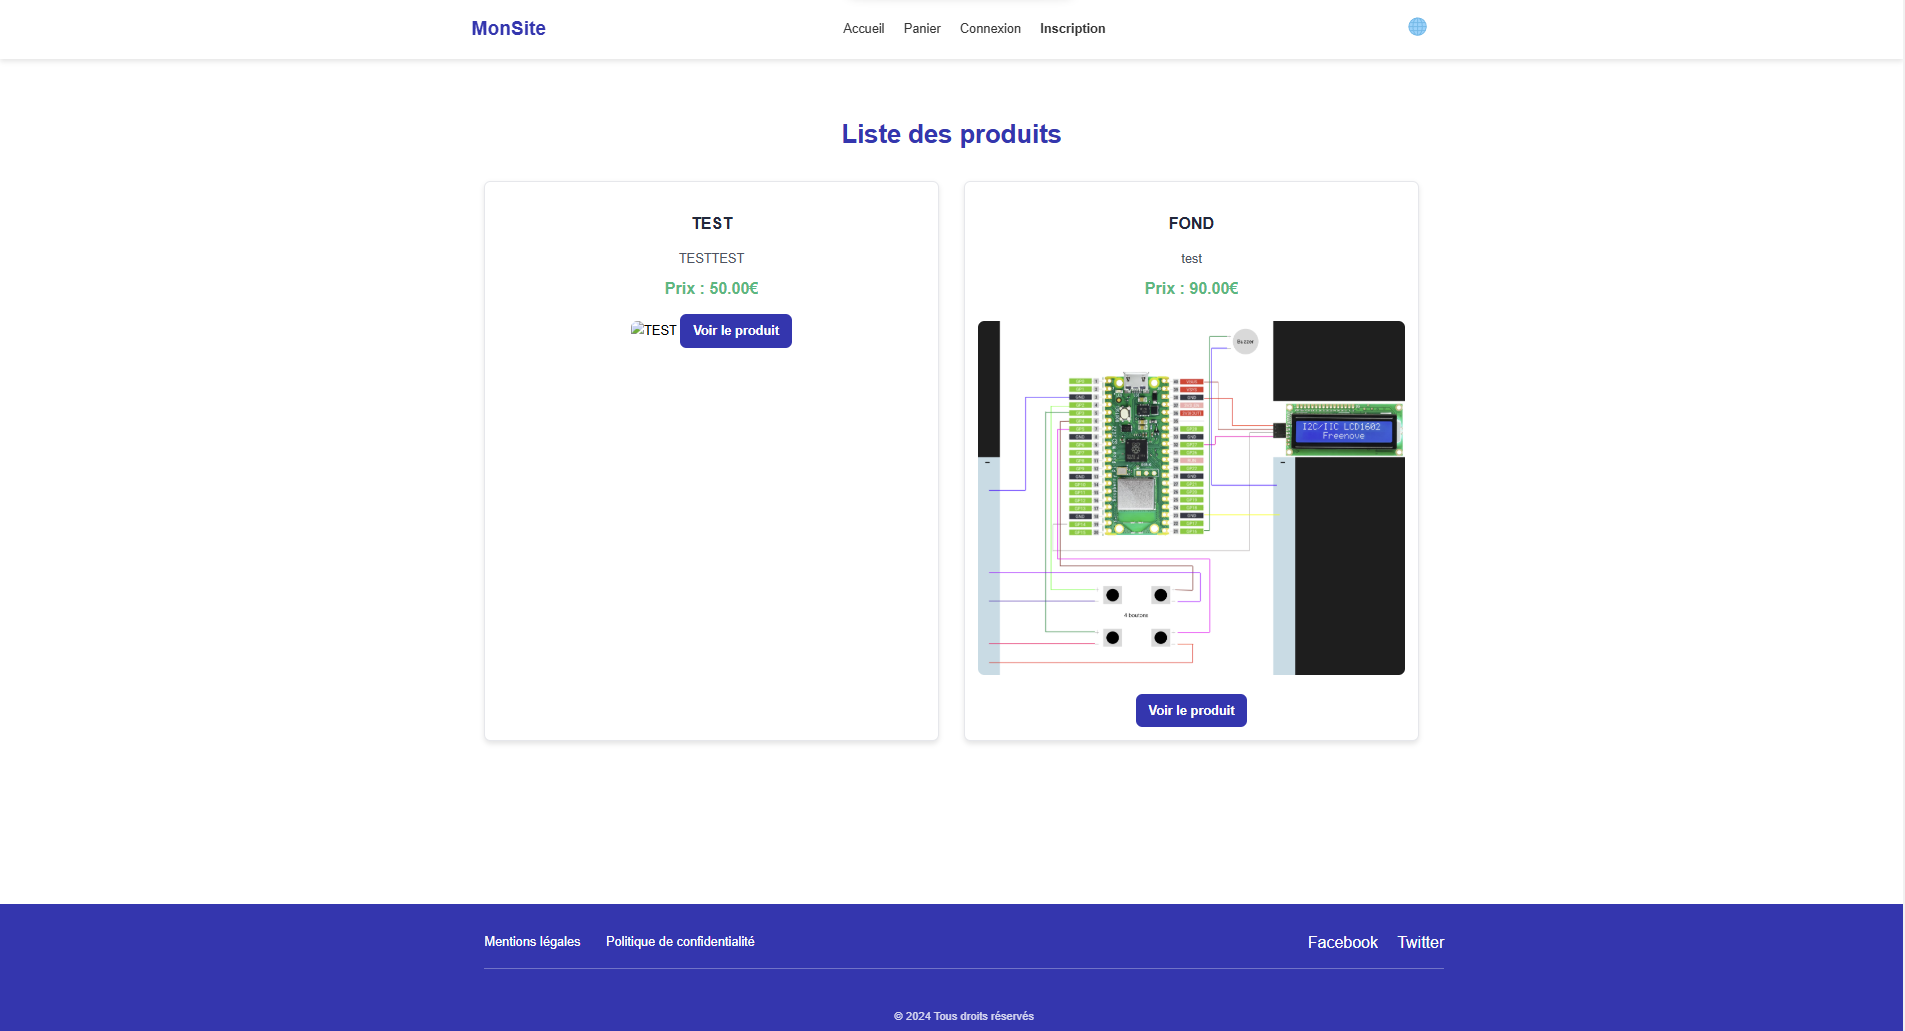 MonSite
Accueil Panier Connexion Inscription
Liste des produits
TEST
TESTTEST
Prix : 50.00€
TEST Voir le produit
FOND
test
Prix : 90.00€
Buzzer
I2C/IIC LCD1602
Freenove
4 boutons
Voir le produit
Mentions légales Politique de confidentialité
Facebook Twitter
© 2024 Tous droits réservés